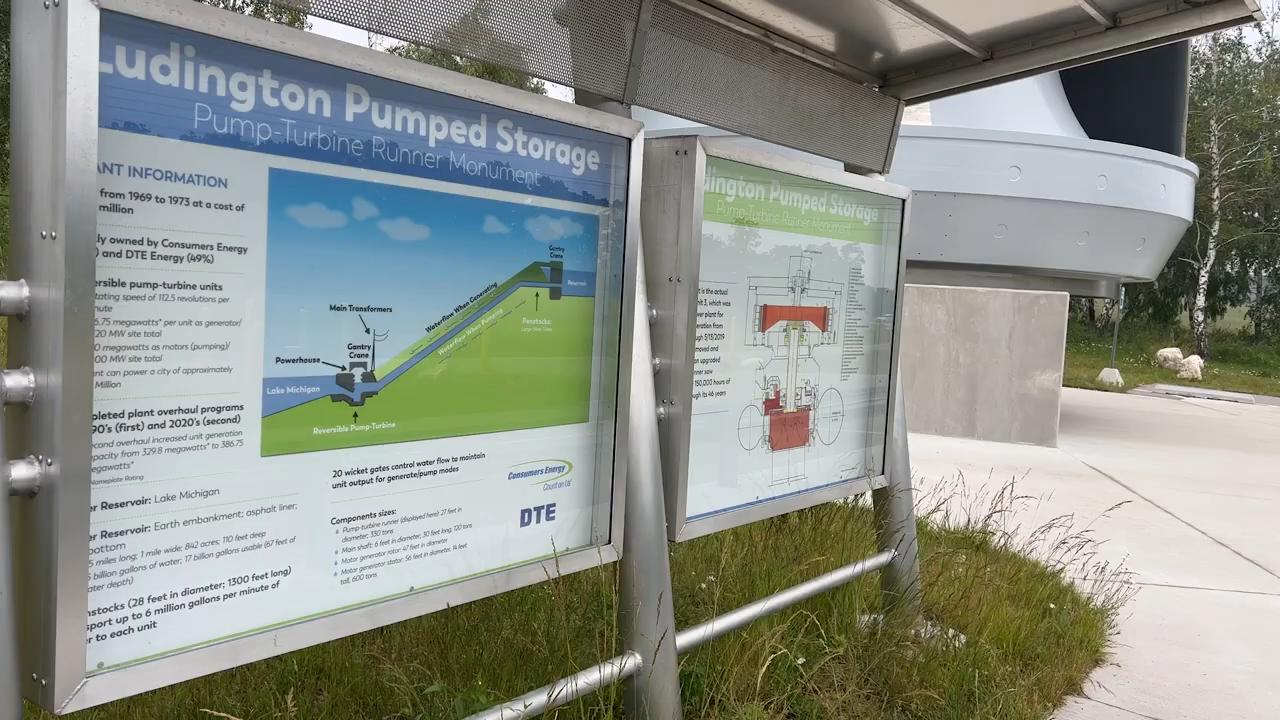 Ludington Pumped Storage
Pump-Turbine Runner Monument
ANT INFORMATION
from 1969 to 1973 at a cost of
million
ly owned by Consumers Energy
) and DTE Energy (49%)
ersible pump-turbine units
tating speed of 112.5 revolutions per
nute
6.75 megawatts* per unit as generator/
20 MW site total
0 megawatts as motors (pumping)/
00 MW site total
nt can power a city of approximately
Million
pleted plant overhaul programs
90's (first) and 2020's (second)
econd overhaul increased unit generation
apacity from 329.8 megawatts* to 386.75
egawatts*
Nameplate Rating
er Reservoir: Lake Michigan
er Reservoir: Earth embankment; asphalt liner;
bottom
5 miles long; 1 mile wide; 842 acres; 110 feet deep
billion gallons of water; 17 billion gallons usable (67 feet of
ater depth)
nstocks (28 feet in diameter; 1300 feet long)
sport up to 6 million gallons per minute of
er to each unit
Gantry
Crane
Reservoir
Main Transformers
Waterflow When Generating
Waterflow When Pumping
Penstocks:
Large Steel Tubes
Gantry
Crane
Powerhouse
Lake Michigan
Reversible Pump-Turbine
20 wicket gates control water flow to maintain
unit output for generate/pump modes
Components sizes:
Pump-turbine runner (displayed here): 27 feet in
diameter; 330 tons
Main shaft: 6 feet in diameter; 30 feet long; 120 tons
Motor generator rotor: 47 feet in diameter
Motor generator stator: 56 feet in diameter, 14 feet
tall, 600 tons
Consumers Energy
Count on Us
DTE
dington Pumped Storage
Pump-Turbine Runner Monument
t is the actual
it 3, which was
wer plant for
eration from
ugh 5/15/2019
moved and
an upgraded
nner saw
150,000 hours of
ugh its 46 years